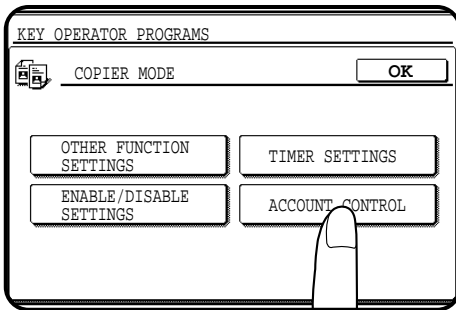 KEY OPERATOR PROGRAMS
COPIER MODE
OK
OTHER FUNCTION
SETTINGS
TIMER SETTINGS
ENABLE/DISABLE
SETTINGS
ACCOUNT CONTROL